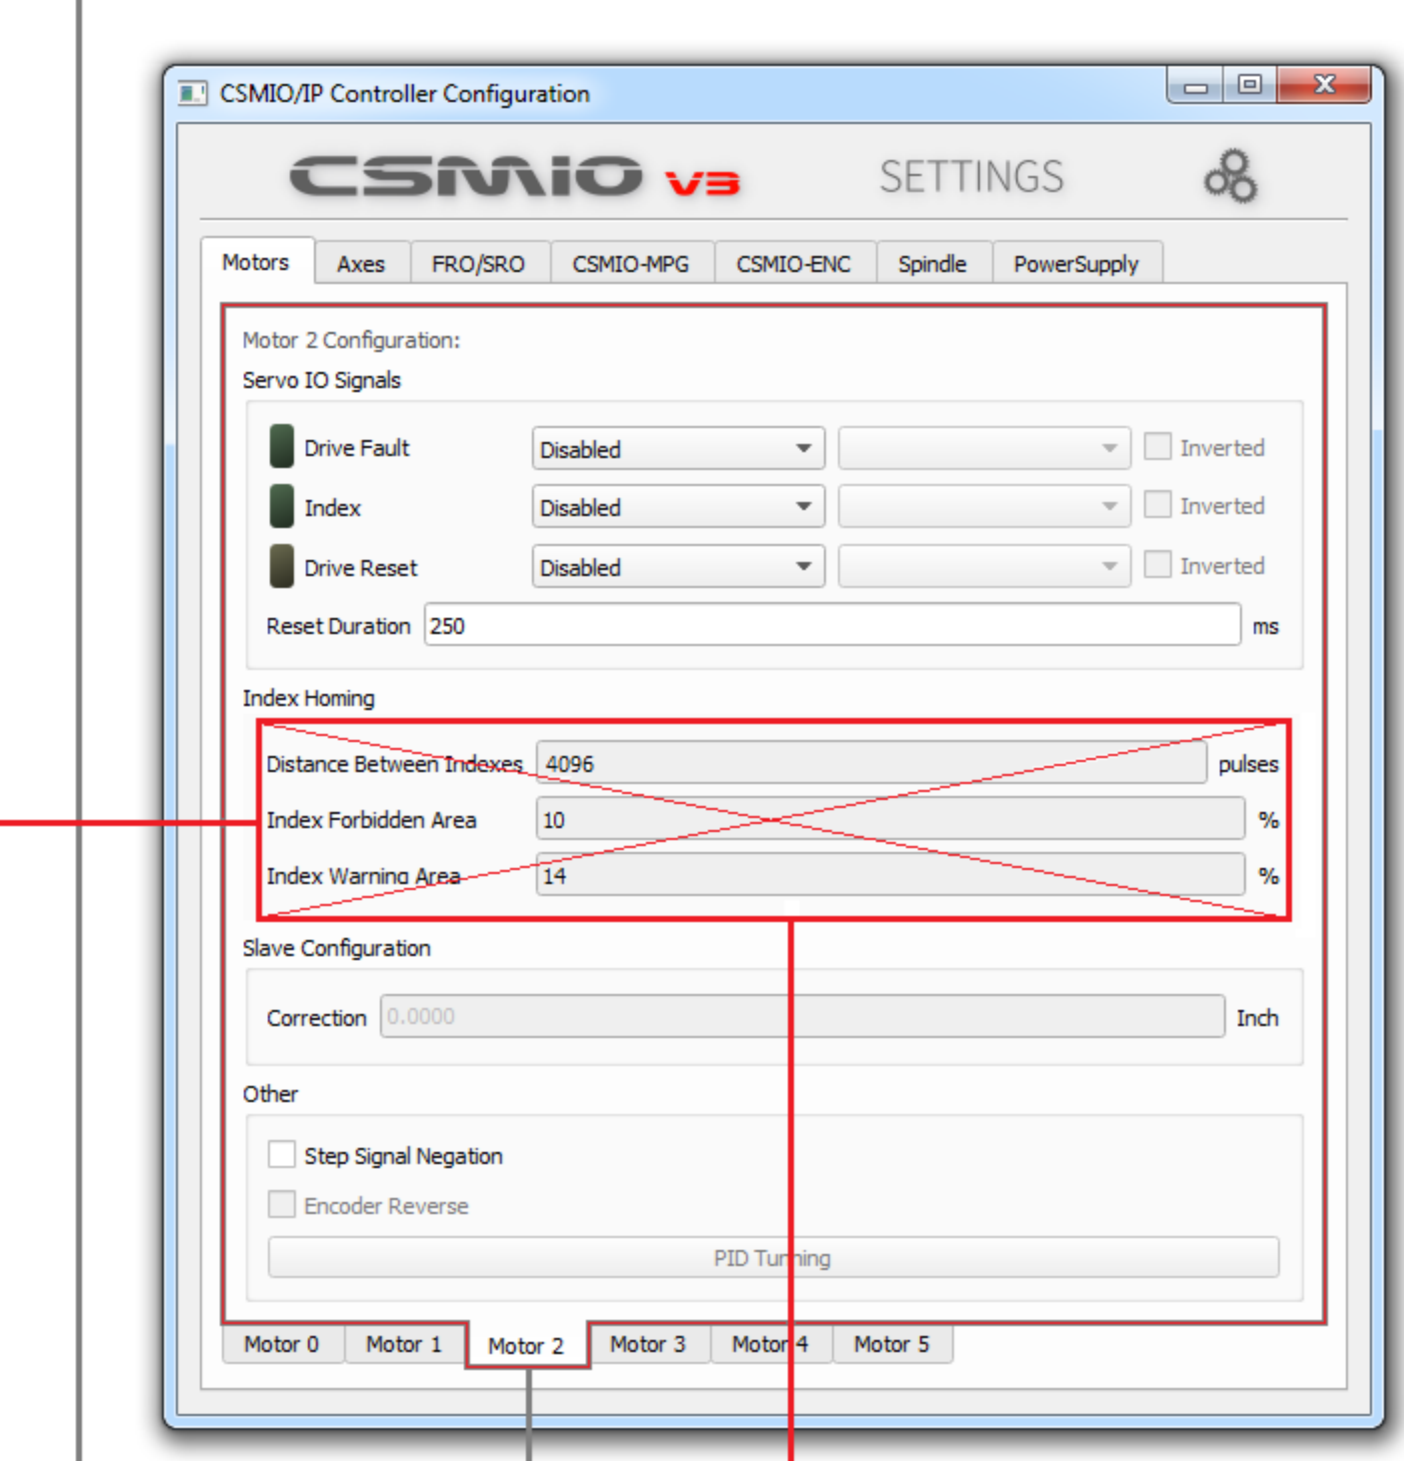 CSMIO/IP Controller Configuration
CSMIO V3 SETTINGS
Motors Axes FRO/SRO CSMIO-MPG CSMIO-ENC Spindle PowerSupply
Motor 2 Configuration:
Servo IO Signals
Drive Fault Disabled Inverted
Index Disabled Inverted
Drive Reset Disabled Inverted
Reset Duration 250 ms
Index Homing
Distance Between Indexes 4096 pulses
Index Forbidden Area 10 %
Index Warning Area 14 %
Slave Configuration
Correction 0.0000 Inch
Other
Step Signal Negation
Encoder Reverse
PID Tunning
Motor 0 Motor 1 Motor 2 Motor 3 Motor 4 Motor 5